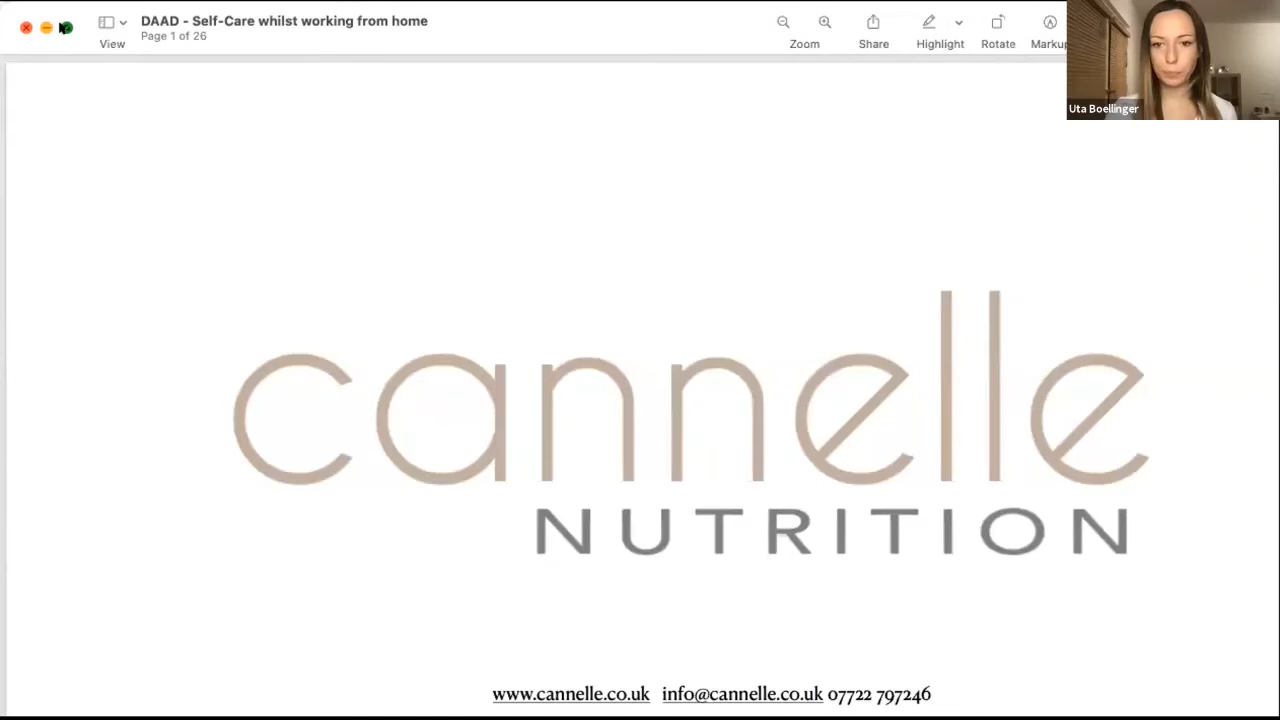 DAAD - Self-Care whilst working from home
Page 1 of 26
View
Zoom
Share
Highlight
Rotate
Markup
Uta Boellinger
cannelle
NUTRITION
www.cannelle.co.uk info@cannelle.co.uk 07722 797246